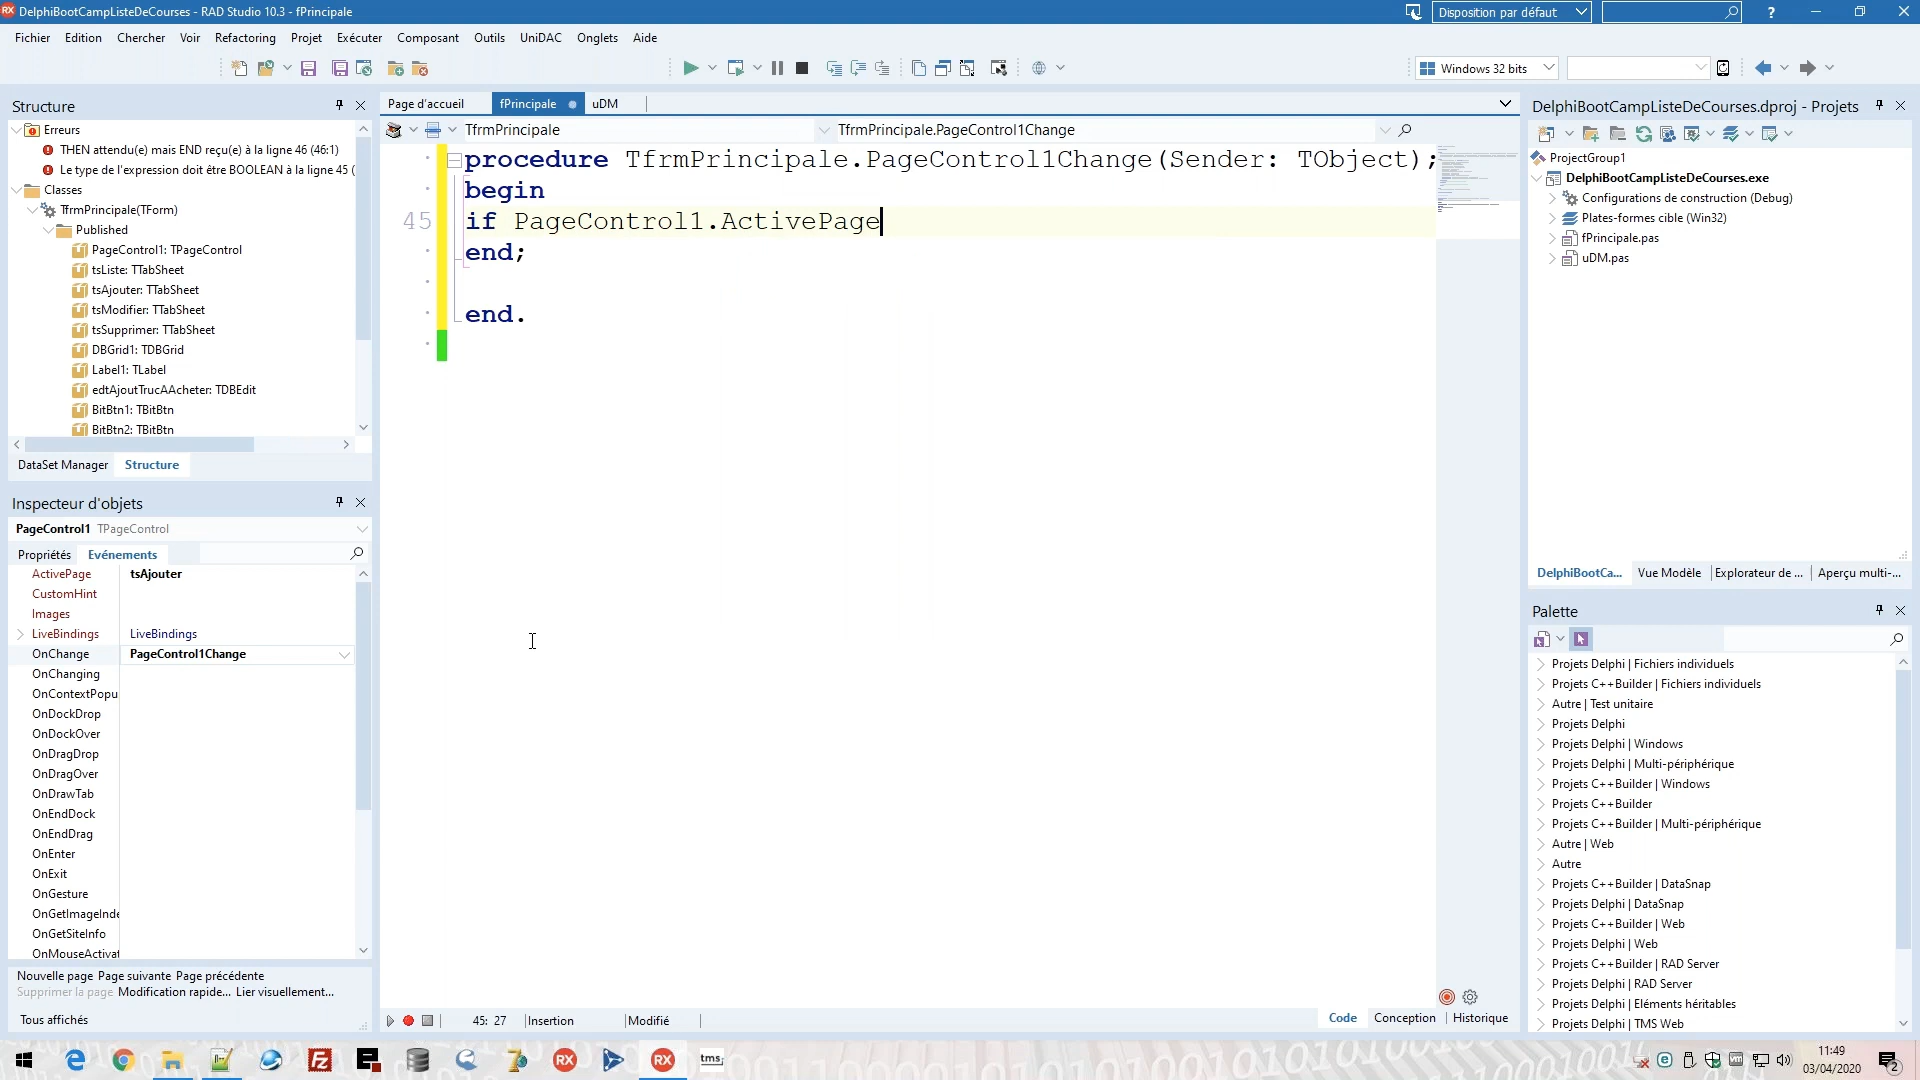 DelphiBootCampListeDeCourses - RAD Studio 10.3 - fPrincipale
Disposition par défaut
?
Fichier Edition Chercher Voir Refactoring Projet Exécuter Composant Outils UniDAC Onglets Aide
Windows 32 bits
Structure
Erreurs
THEN attendu(e) mais END reçu(e) à la ligne 46 (46:1)
Le type de l'expression doit être BOOLEAN à la ligne 45 (
Classes
TfrmPrincipale(TForm)
Published
PageControl1: TPageControl
tsListe: TTabSheet
tsAjouter: TTabSheet
tsModifier: TTabSheet
tsSupprimer: TTabSheet
DBGrid1: TDBGrid
Label1: TLabel
edtAjoutTrucAAcheter: TDBEdit
BitBtn1: TBitBtn
BitBtn2: TBitBtn
DataSet Manager Structure
Inspecteur d'objets
PageControl1 TPageControl
Propriétés Evénements
ActivePage tsAjouter
CustomHint
Images
LiveBindings LiveBindings
OnChange PageControl1Change
OnChanging
OnContextPopu
OnDockDrop
OnDockOver
OnDragDrop
OnDragOver
OnDrawTab
OnEndDock
OnEndDrag
OnEnter
OnExit
OnGesture
OnGetImageInde
OnGetSiteInfo
OnMouseActivat
Nouvelle page Page suivante Page précédente
Supprimer la page Modification rapide... Lier visuellement...
Tous affichés
Page d'accueil fPrincipale uDM
TfrmPrincipale TfrmPrincipale.PageControl1Change
procedure TfrmPrincipale.PageControl1Change(Sender: TObject);
begin
45 if PageControl1.ActivePage
end;
end.
45: 27 Insertion Modifié
Code Conception Historique
DelphiBootCampListeDeCourses.dproj - Projets
ProjectGroup1
DelphiBootCampListeDeCourses.exe
Configurations de construction (Debug)
Plates-formes cible (Win32)
fPrincipale.pas
uDM.pas
DelphiBootCa... Vue Modèle Explorateur de ... Aperçu multi-...
Palette
Projets Delphi | Fichiers individuels
Projets C++Builder | Fichiers individuels
Autre | Test unitaire
Projets Delphi
Projets Delphi | Windows
Projets Delphi | Multi-périphérique
Projets C++Builder | Windows
Projets C++Builder
Projets C++Builder | Multi-périphérique
Autre | Web
Autre
Projets C++Builder | DataSnap
Projets Delphi | DataSnap
Projets C++Builder | Web
Projets Delphi | Web
Projets C++Builder | RAD Server
Projets Delphi | RAD Server
Projets Delphi | Eléments héritables
Projets Delphi | TMS Web
RX RX tms
11:49
03/04/2020
2